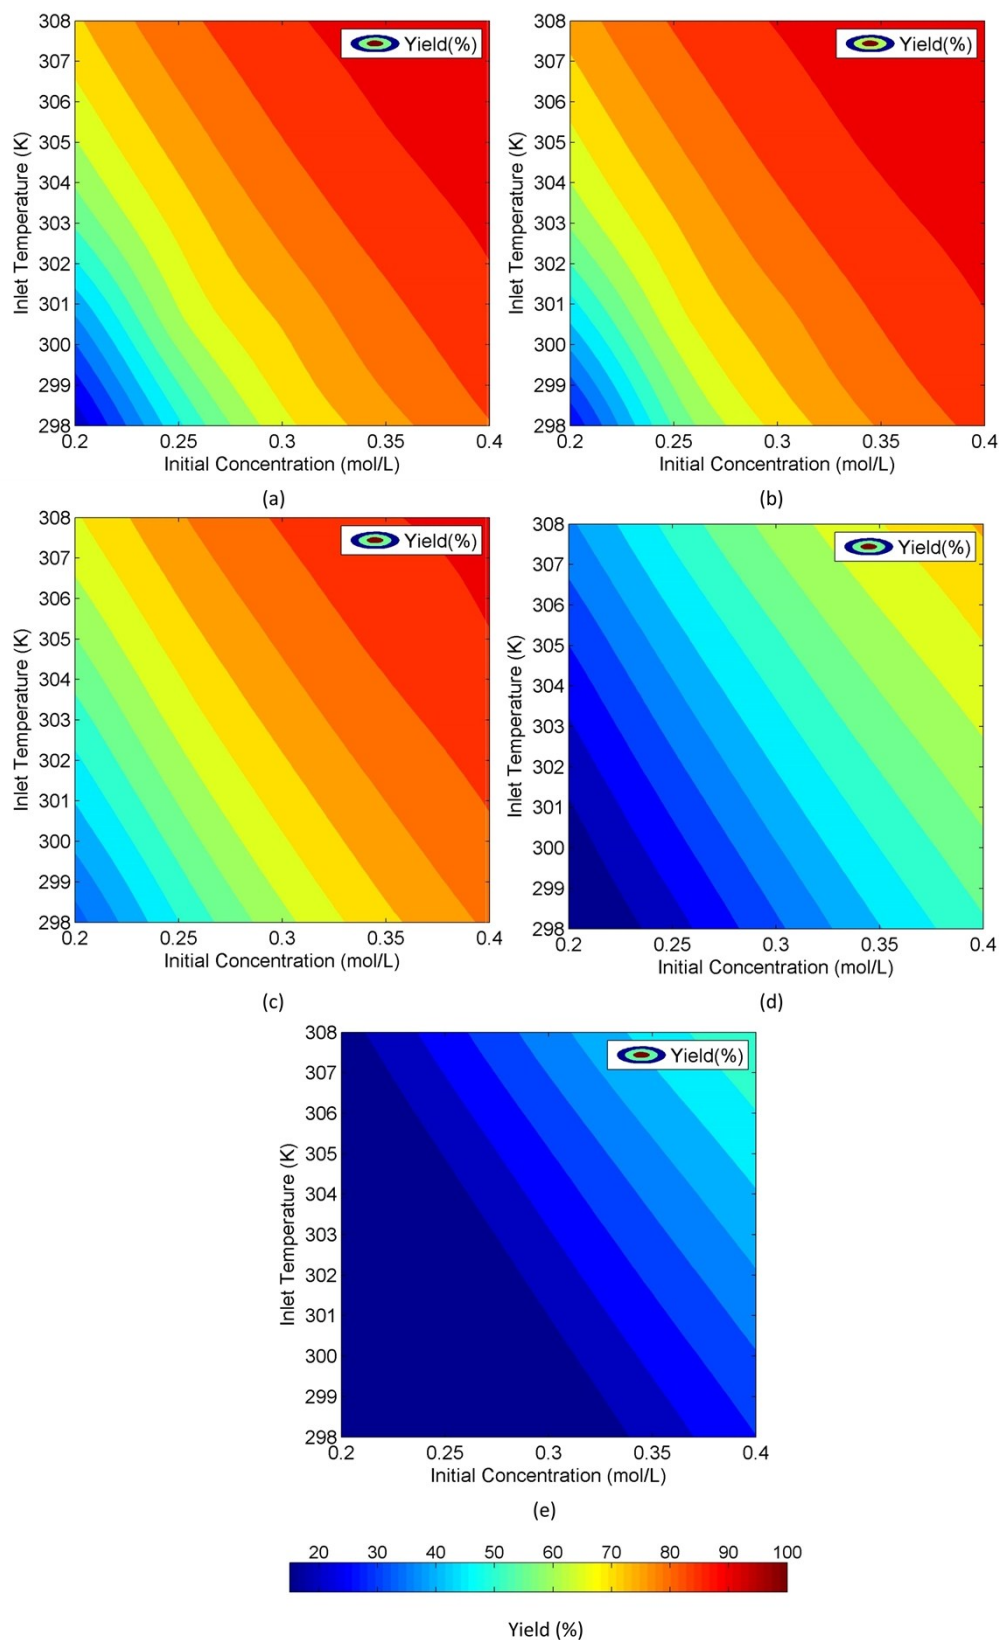 308
307
306
305
304
303
302
301
300
299
298
Inlet Temperature (K)
Yield(%)
0.2 0.25 0.3 0.35 0.4
Initial Concentration (mol/L)
(a)
308
307
306
305
304
303
302
301
300
299
298
Inlet Temperature (K)
Yield(%)
0.2 0.25 0.3 0.35 0.4
Initial Concentration (mol/L)
(b)
308
307
306
305
304
303
302
301
300
299
298
Inlet Temperature (K)
Yield(%)
0.2 0.25 0.3 0.35 0.4
Initial Concentration (mol/L)
(c)
308
307
306
305
304
303
302
301
300
299
298
Inlet Temperature (K)
Yield(%)
0.2 0.25 0.3 0.35 0.4
Initial Concentration (mol/L)
(d)
308
307
306
305
304
303
302
301
300
299
298
Inlet Temperature (K)
Yield(%)
0.2 0.25 0.3 0.35 0.4
Initial Concentration (mol/L)
(e)
20 30 40 50 60 70 80 90 100
Yield (%)